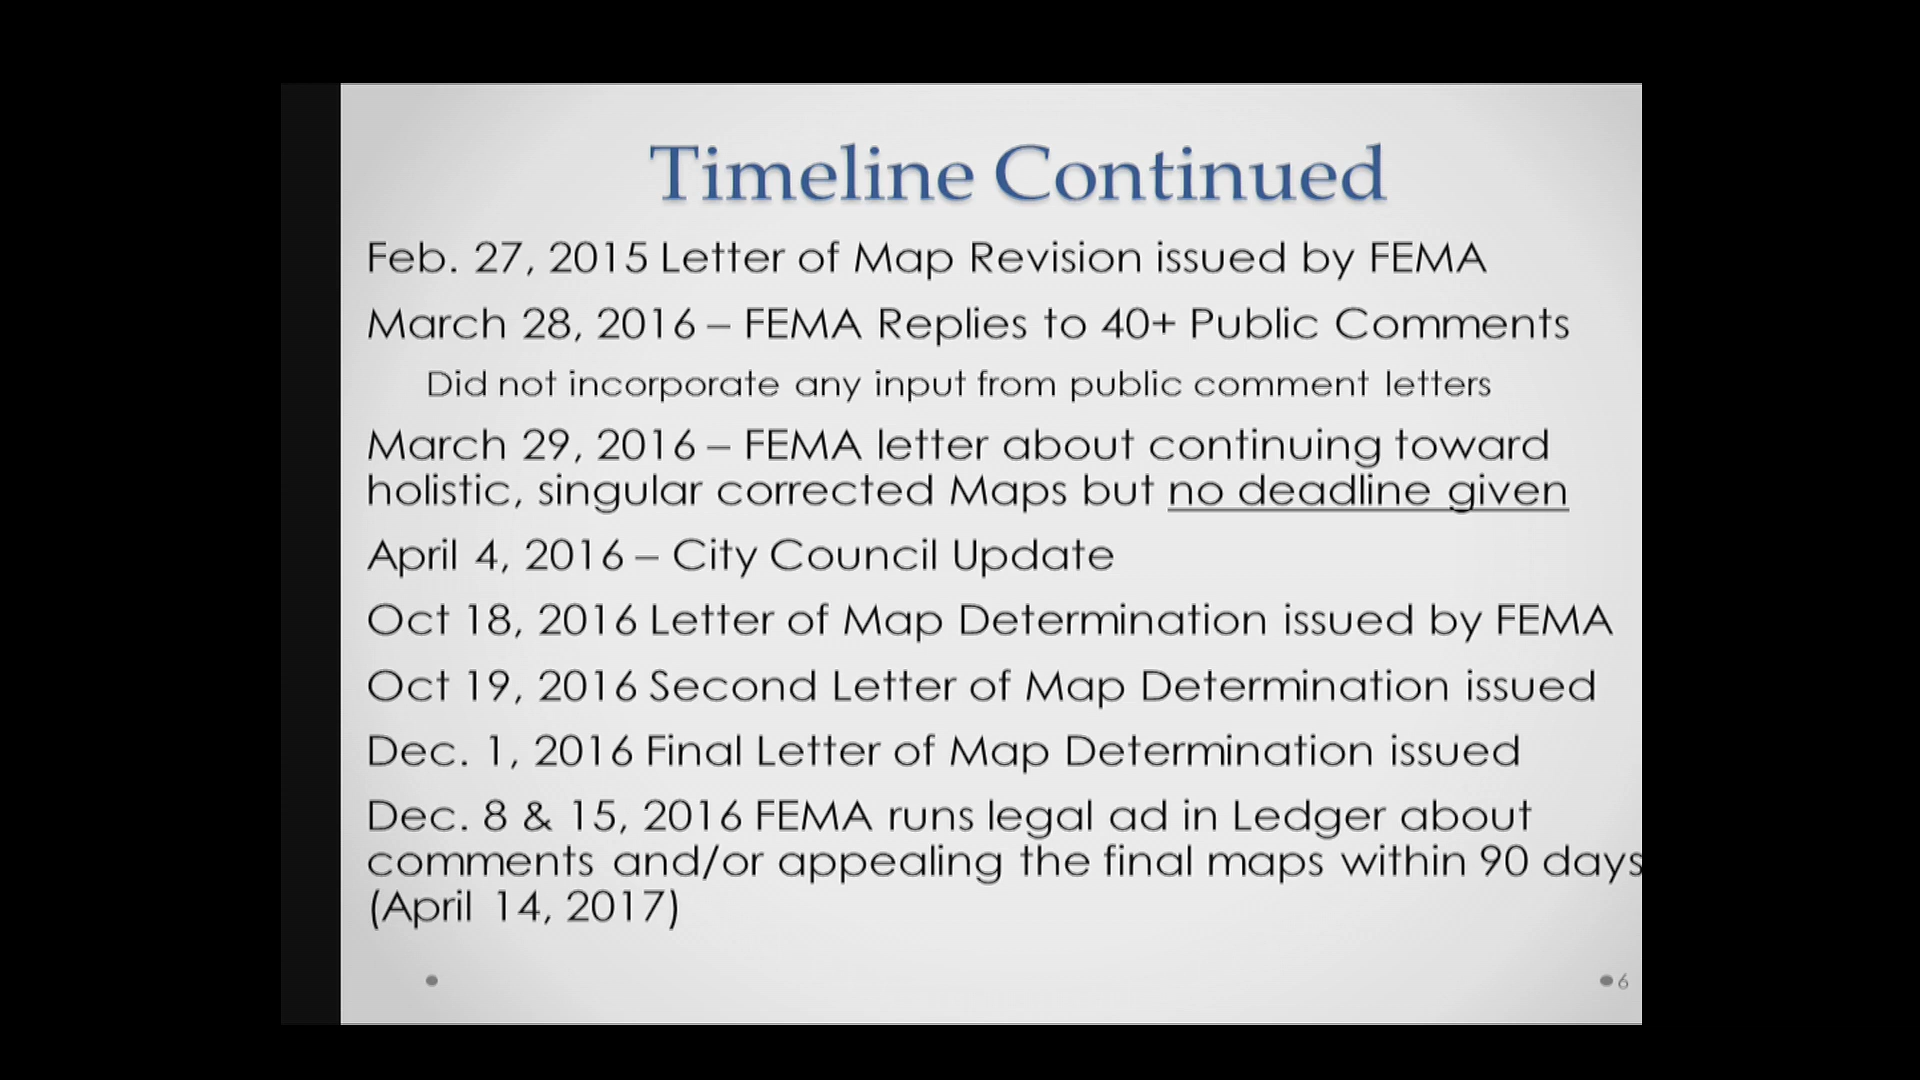 Timeline Continued
Feb. 27, 2015 Letter of Map Revision issued by FEMA
March 28, 2016 – FEMA Replies to 40+ Public Comments
Did not incorporate any input from public comment letters
March 29, 2016 – FEMA letter about continuing toward
holistic, singular corrected Maps but no deadline given
April 4, 2016 – City Council Update
Oct 18, 2016 Letter of Map Determination issued by FEMA
Oct 19, 2016 Second Letter of Map Determination issued
Dec. 1, 2016 Final Letter of Map Determination issued
Dec. 8 & 15, 2016 FEMA runs legal ad in Ledger about
comments and/or appealing the final maps within 90 days
(April 14, 2017)
6